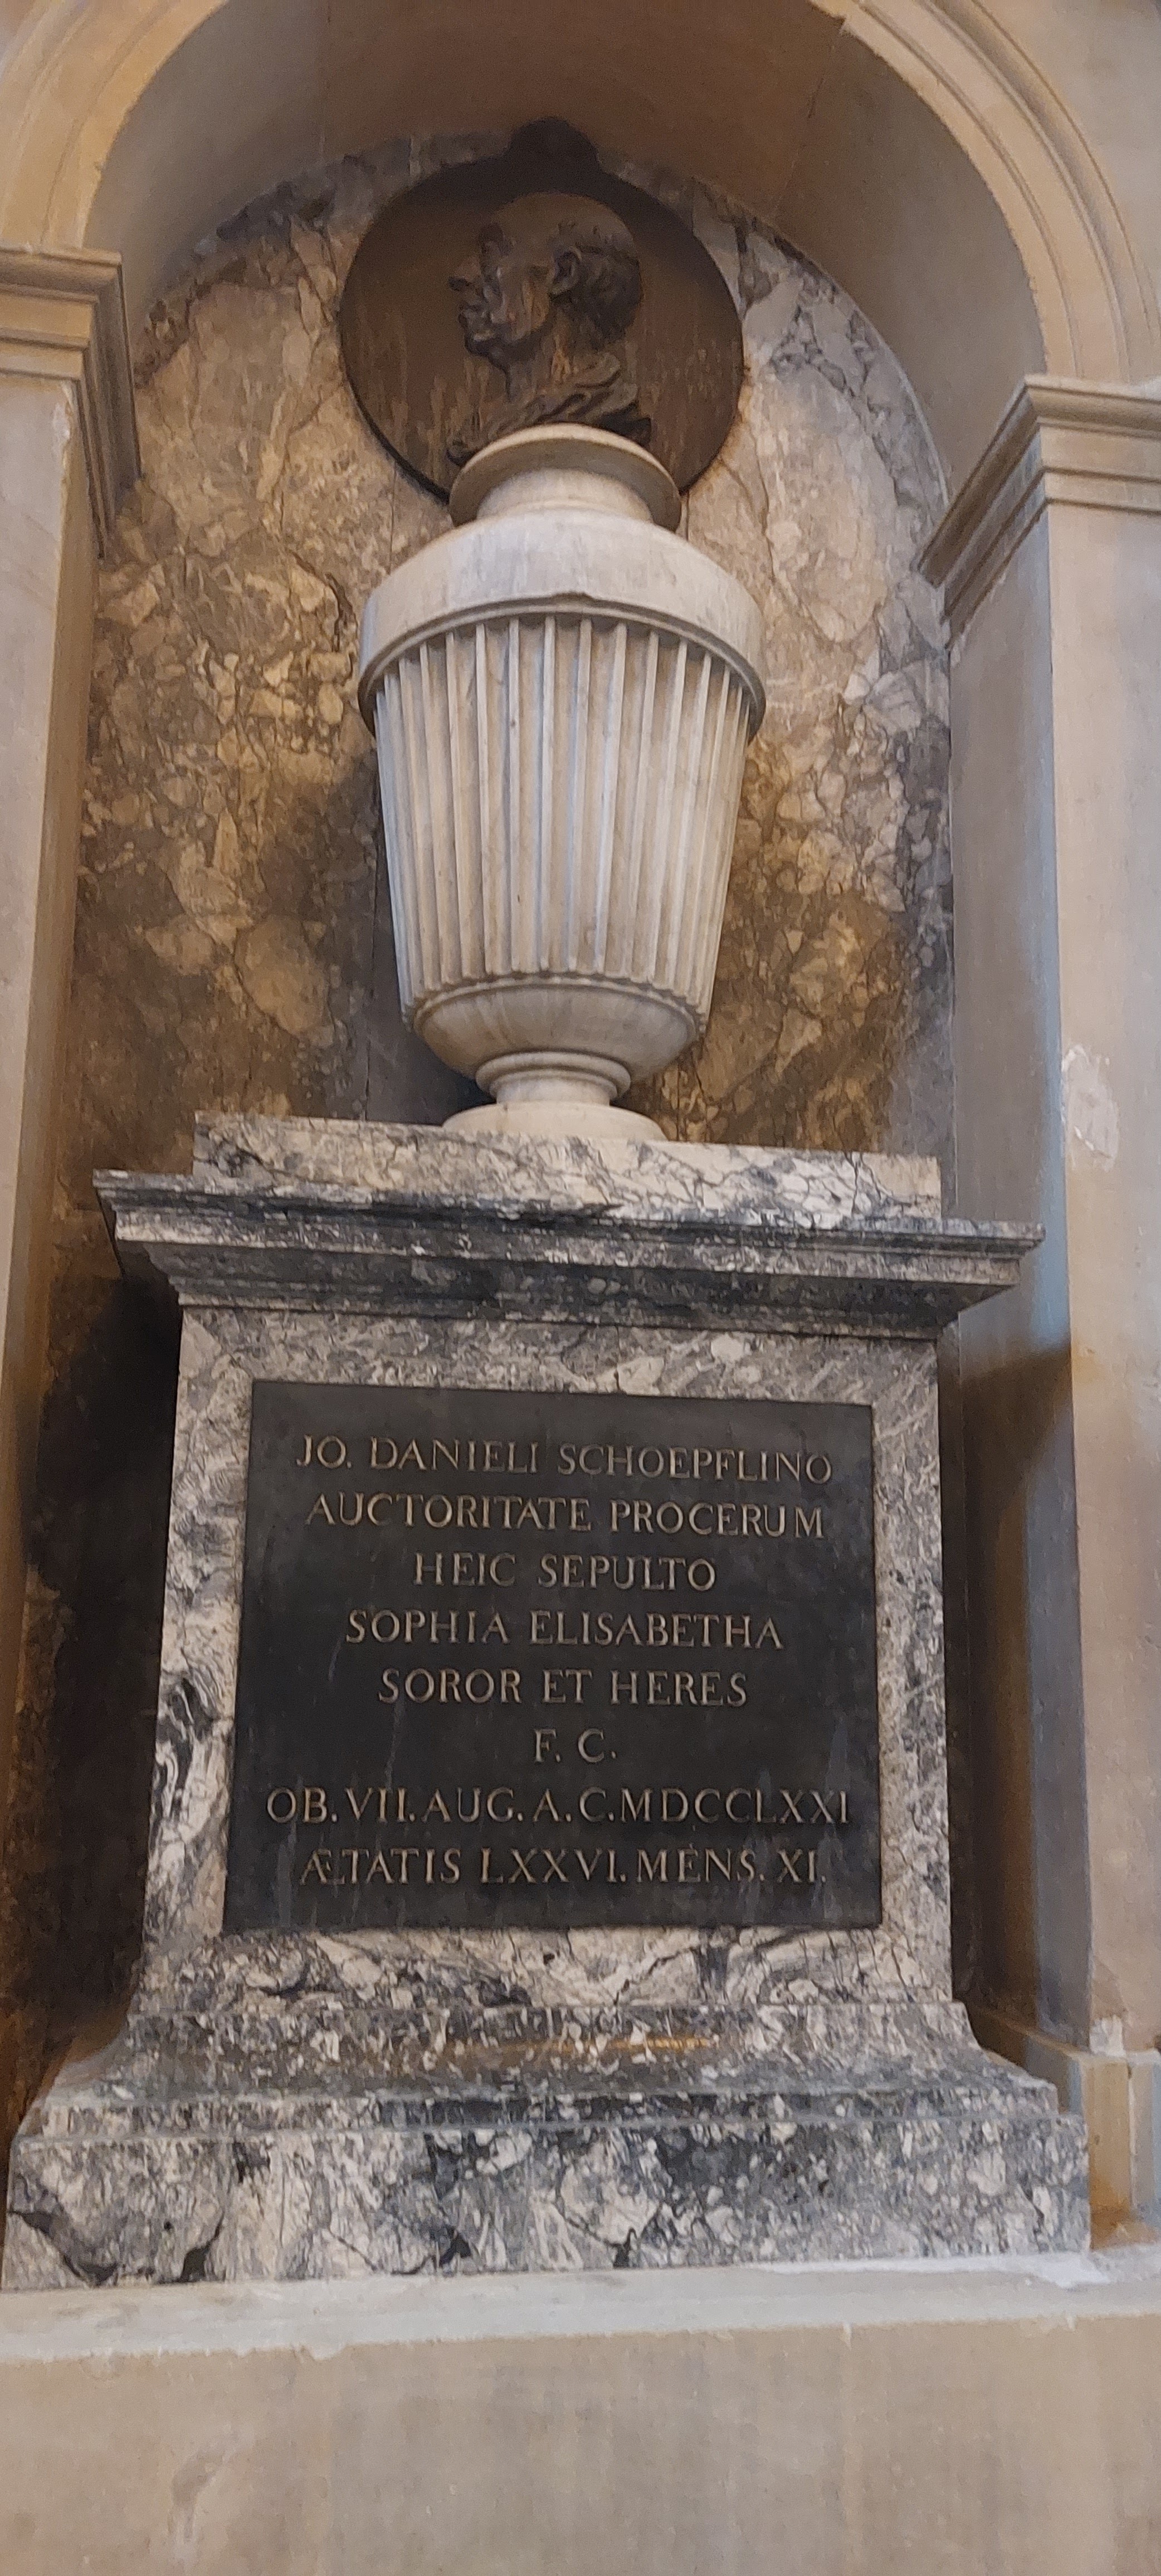 JO. DANIELI SCHOEPFLINO
AUCTORITATE PROCERUM
HEIC SEPULTO
SOPHIA ELISABETHA
SOROR ET HERES
F. C.
OB. VII. AUG. A. C. MDCCLXXI
ÆTATIS LXXVI. MENS. XI.